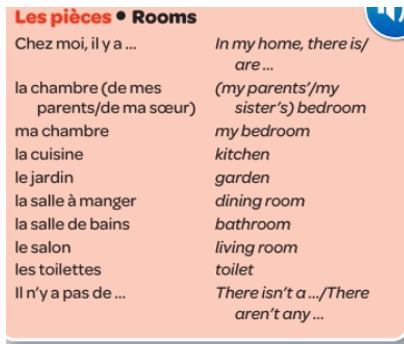 Les pièces • Rooms
Chez moi, il y a ... In my home, there is/
are ...
la chambre (de mes (my parents'/my
parents/de ma sœur) sister's) bedroom
ma chambre my bedroom
la cuisine kitchen
le jardin garden
la salle à manger dining room
la salle de bains bathroom
le salon living room
les toilettes toilet
Il n'y a pas de ... There isn't a .../There
aren't any ...